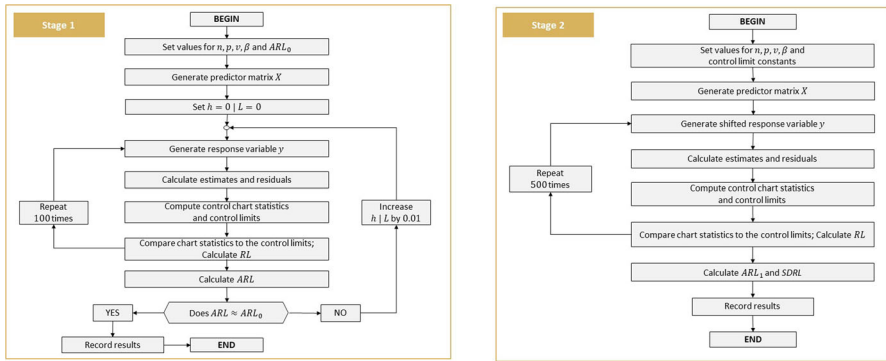 Stage 1
BEGIN
Set values for n, p, v, β and ARL₀
Generate predictor matrix X
Set h = 0 | L = 0
Generate response variable y
Calculate estimates and residuals
Repeat
100 times
Compute control chart statistics
and control limits
Increase
h | L by 0.01
Compare chart statistics to the control limits;
Calculate RL
Calculate ARL
YES
Does ARL ≈ ARL₀
NO
Record results
END
Stage 2
BEGIN
Set values for n, p, v, β and
control limit constants
Generate predictor matrix X
Generate shifted response variable y
Calculate estimates and residuals
Repeat
500 times
Compute control chart statistics
and control limits
Compare chart statistics to the control limits; Calculate RL
Calculate ARL₁ and SDRL
Record results
END